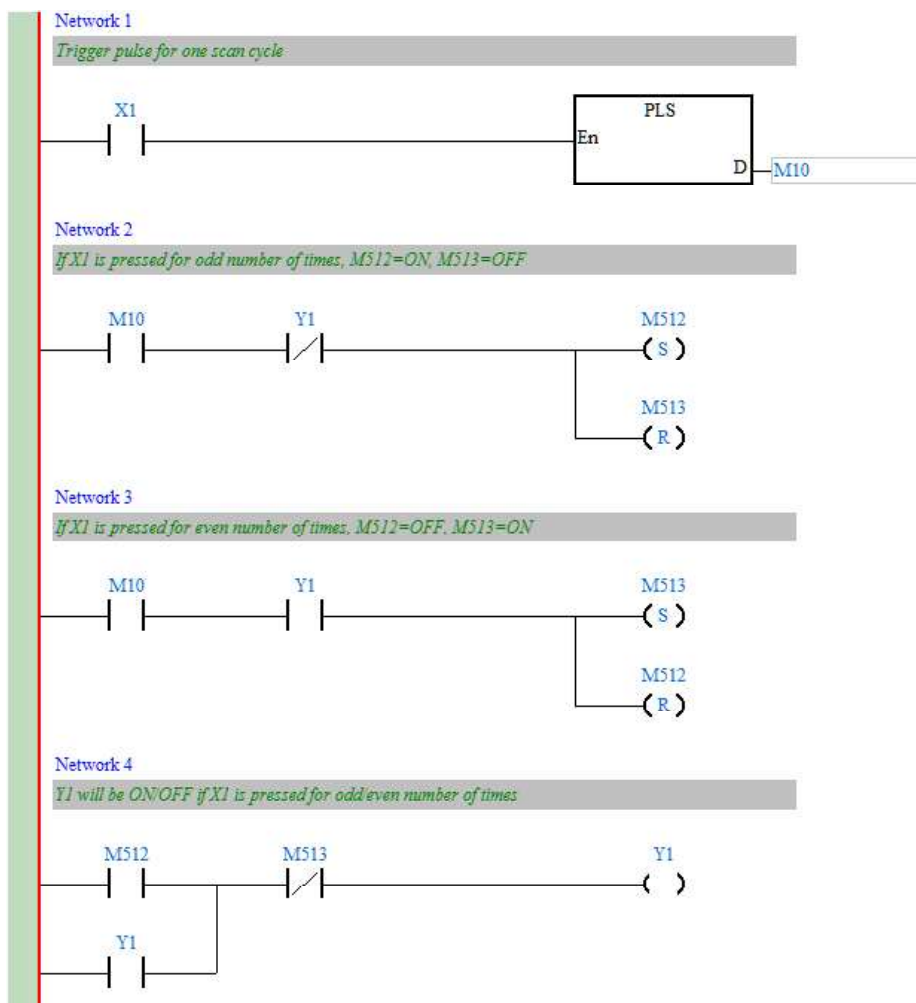 Network 1
Trigger pulse for one scan cycle
X1
PLS
En
D
M10
Network 2
If X1 is pressed for odd number of times, M512=ON, M513=OFF
M10 Y1 M512
S
M513
R
Network 3
If X1 is pressed for even number of times, M512=OFF, M513=ON
M10 Y1 M513
S
M512
R
Network 4
Y1 will be ON/OFF if X1 is pressed for odd/even number of times
M512 M513 Y1
Y1